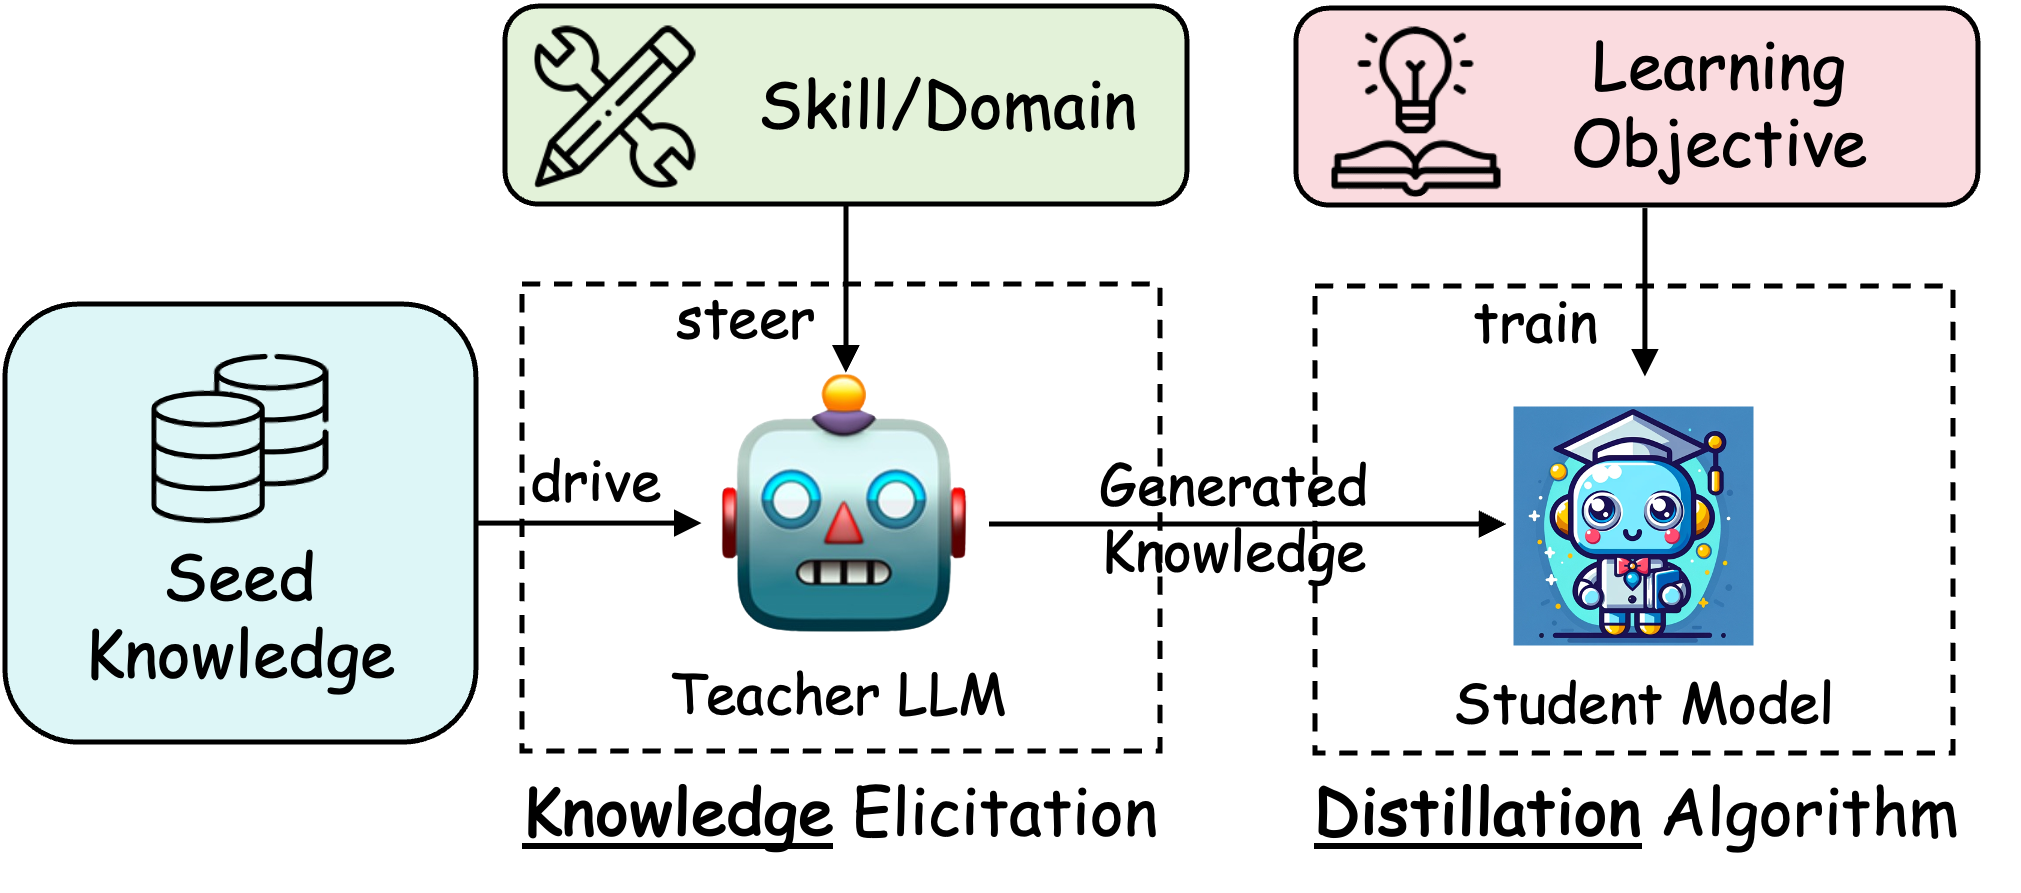 Skill/Domain
Learning
Objective
steer
train
drive
Generated
Knowledge
Seed
Knowledge
Teacher LLM
Student Model
Knowledge Elicitation
Distillation Algorithm